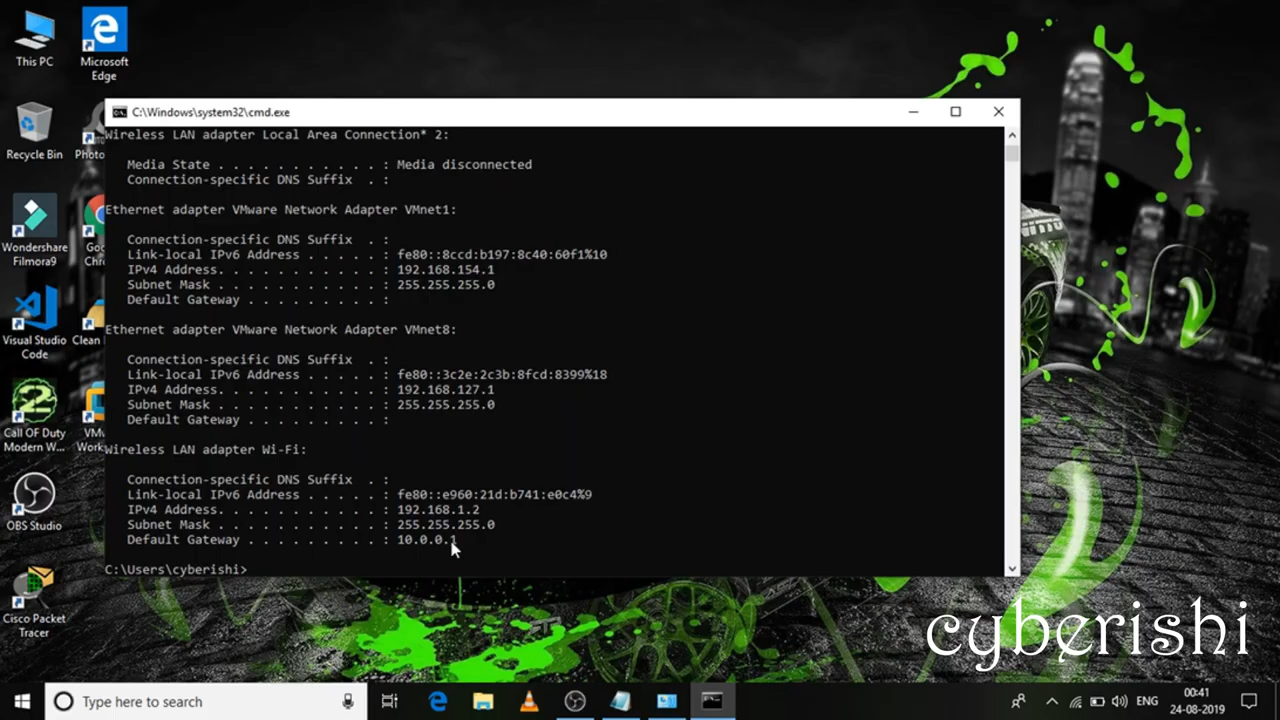 This PC
Microsoft
Edge
Recycle Bin
Photo
Wondershare
Filmora9
Goo
Chro
Visual Studio
Code
Clean
Call OF Duty
Modern W...
VMw
Work
OBS Studio
Cisco Packet
Tracer
C:\Windows\system32\cmd.exe
Wireless LAN adapter Local Area Connection* 2:
Media State . . . . . . . . . . . : Media disconnected
Connection-specific DNS Suffix  . :
Ethernet adapter VMware Network Adapter VMnet1:
Connection-specific DNS Suffix  . :
Link-local IPv6 Address . . . . . : fe80::8ccd:b197:8c40:60f1%10
IPv4 Address. . . . . . . . . . . : 192.168.154.1
Subnet Mask . . . . . . . . . . . : 255.255.255.0
Default Gateway . . . . . . . . . :
Ethernet adapter VMware Network Adapter VMnet8:
Connection-specific DNS Suffix  . :
Link-local IPv6 Address . . . . . : fe80::3c2e:2c3b:8fcd:8399%18
IPv4 Address. . . . . . . . . . . : 192.168.127.1
Subnet Mask . . . . . . . . . . . : 255.255.255.0
Default Gateway . . . . . . . . . :
Wireless LAN adapter Wi-Fi:
Connection-specific DNS Suffix  . :
Link-local IPv6 Address . . . . . : fe80::e960:21d:b741:e0c4%9
IPv4 Address. . . . . . . . . . . : 192.168.1.2
Subnet Mask . . . . . . . . . . . : 255.255.255.0
Default Gateway . . . . . . . . . : 10.0.0.1
C:\Users\cyberishi>
cyberishi
Type here to search
ENG
00:41
24-08-2019